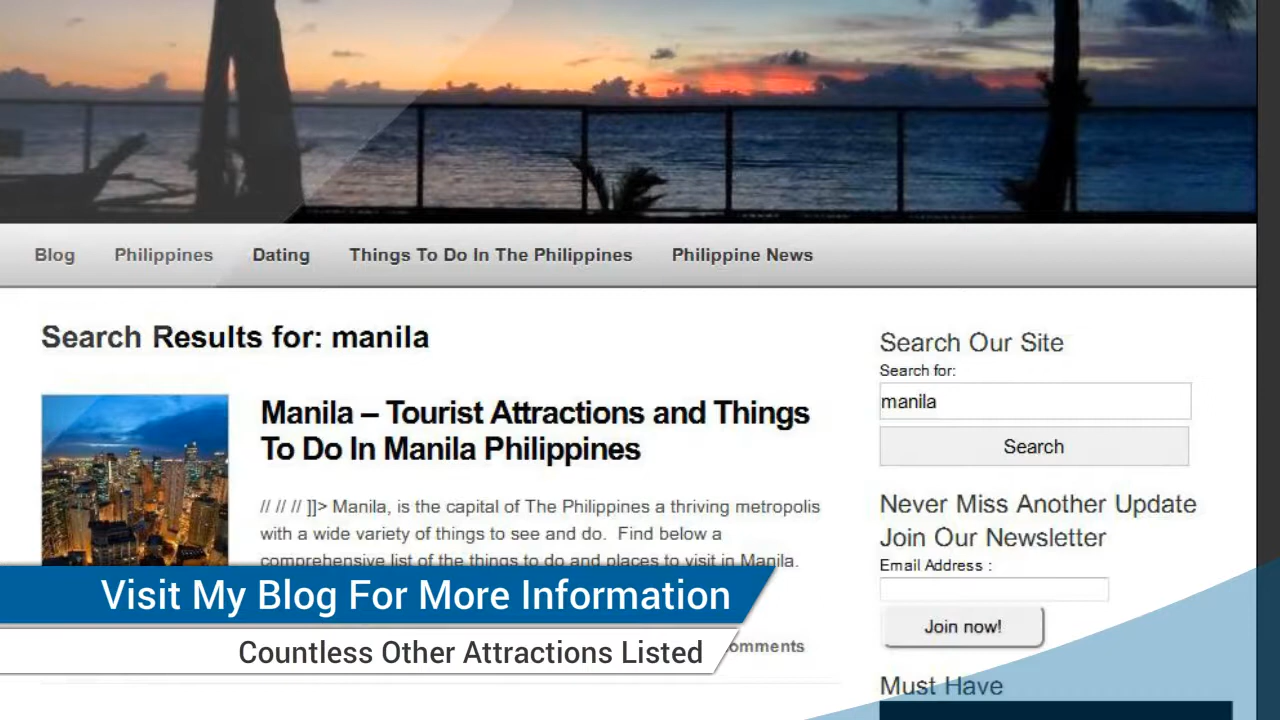 Blog Philippines Dating Things To Do In The Philippines Philippine News
Search Results for: manila
Manila – Tourist Attractions and Things
To Do In Manila Philippines
// // // ]]> Manila, is the capital of The Philippines a thriving metropolis
with a wide variety of things to see and do. Find below a
comprehensive list of the things to do and places to visit in Manila.
omments
Search Our Site
Search for:
manila
Search
Never Miss Another Update
Join Our Newsletter
Email Address :
Join now!
Must Have
Visit My Blog For More Information
Countless Other Attractions Listed